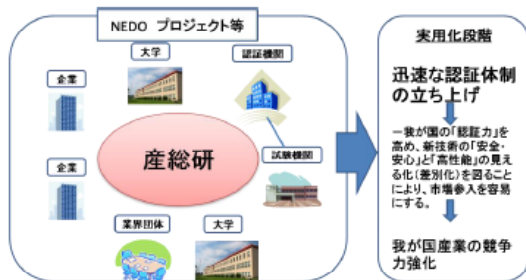 NEDO プロジェクト等
大学
認証機関
企業
産総研
試験機関
企業
業界団体
大学
実用化段階
迅速な認証体制
の立ち上げ
－我が国の「認証力」を
高め、新技術の「安全・
安心」と「高性能」の見え
る化(差別化)を図ること
により、市場参入を容易
にする。
我が国産業の競争
力強化